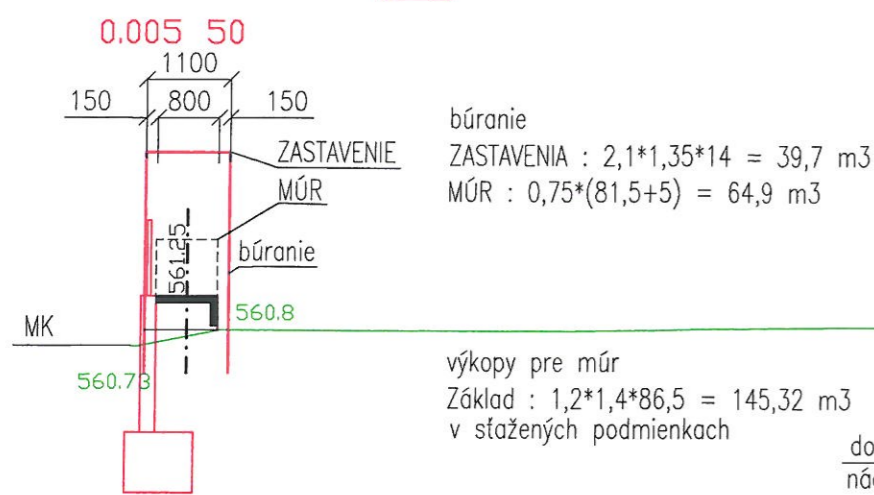 0.005 50
1100
150 800 150
ZASTAVENIE
MÚR
búranie
561.25
560.8
MK
560.73
búranie
ZASTAVENIA : 2,1*1,35*14 = 39,7 m3
MÚR : 0,75*(81,5+5) = 64,9 m3
výkopy pre múr
Základ : 1,2*1,4*86,5 = 145,32 m3
v sťažených podmienkach